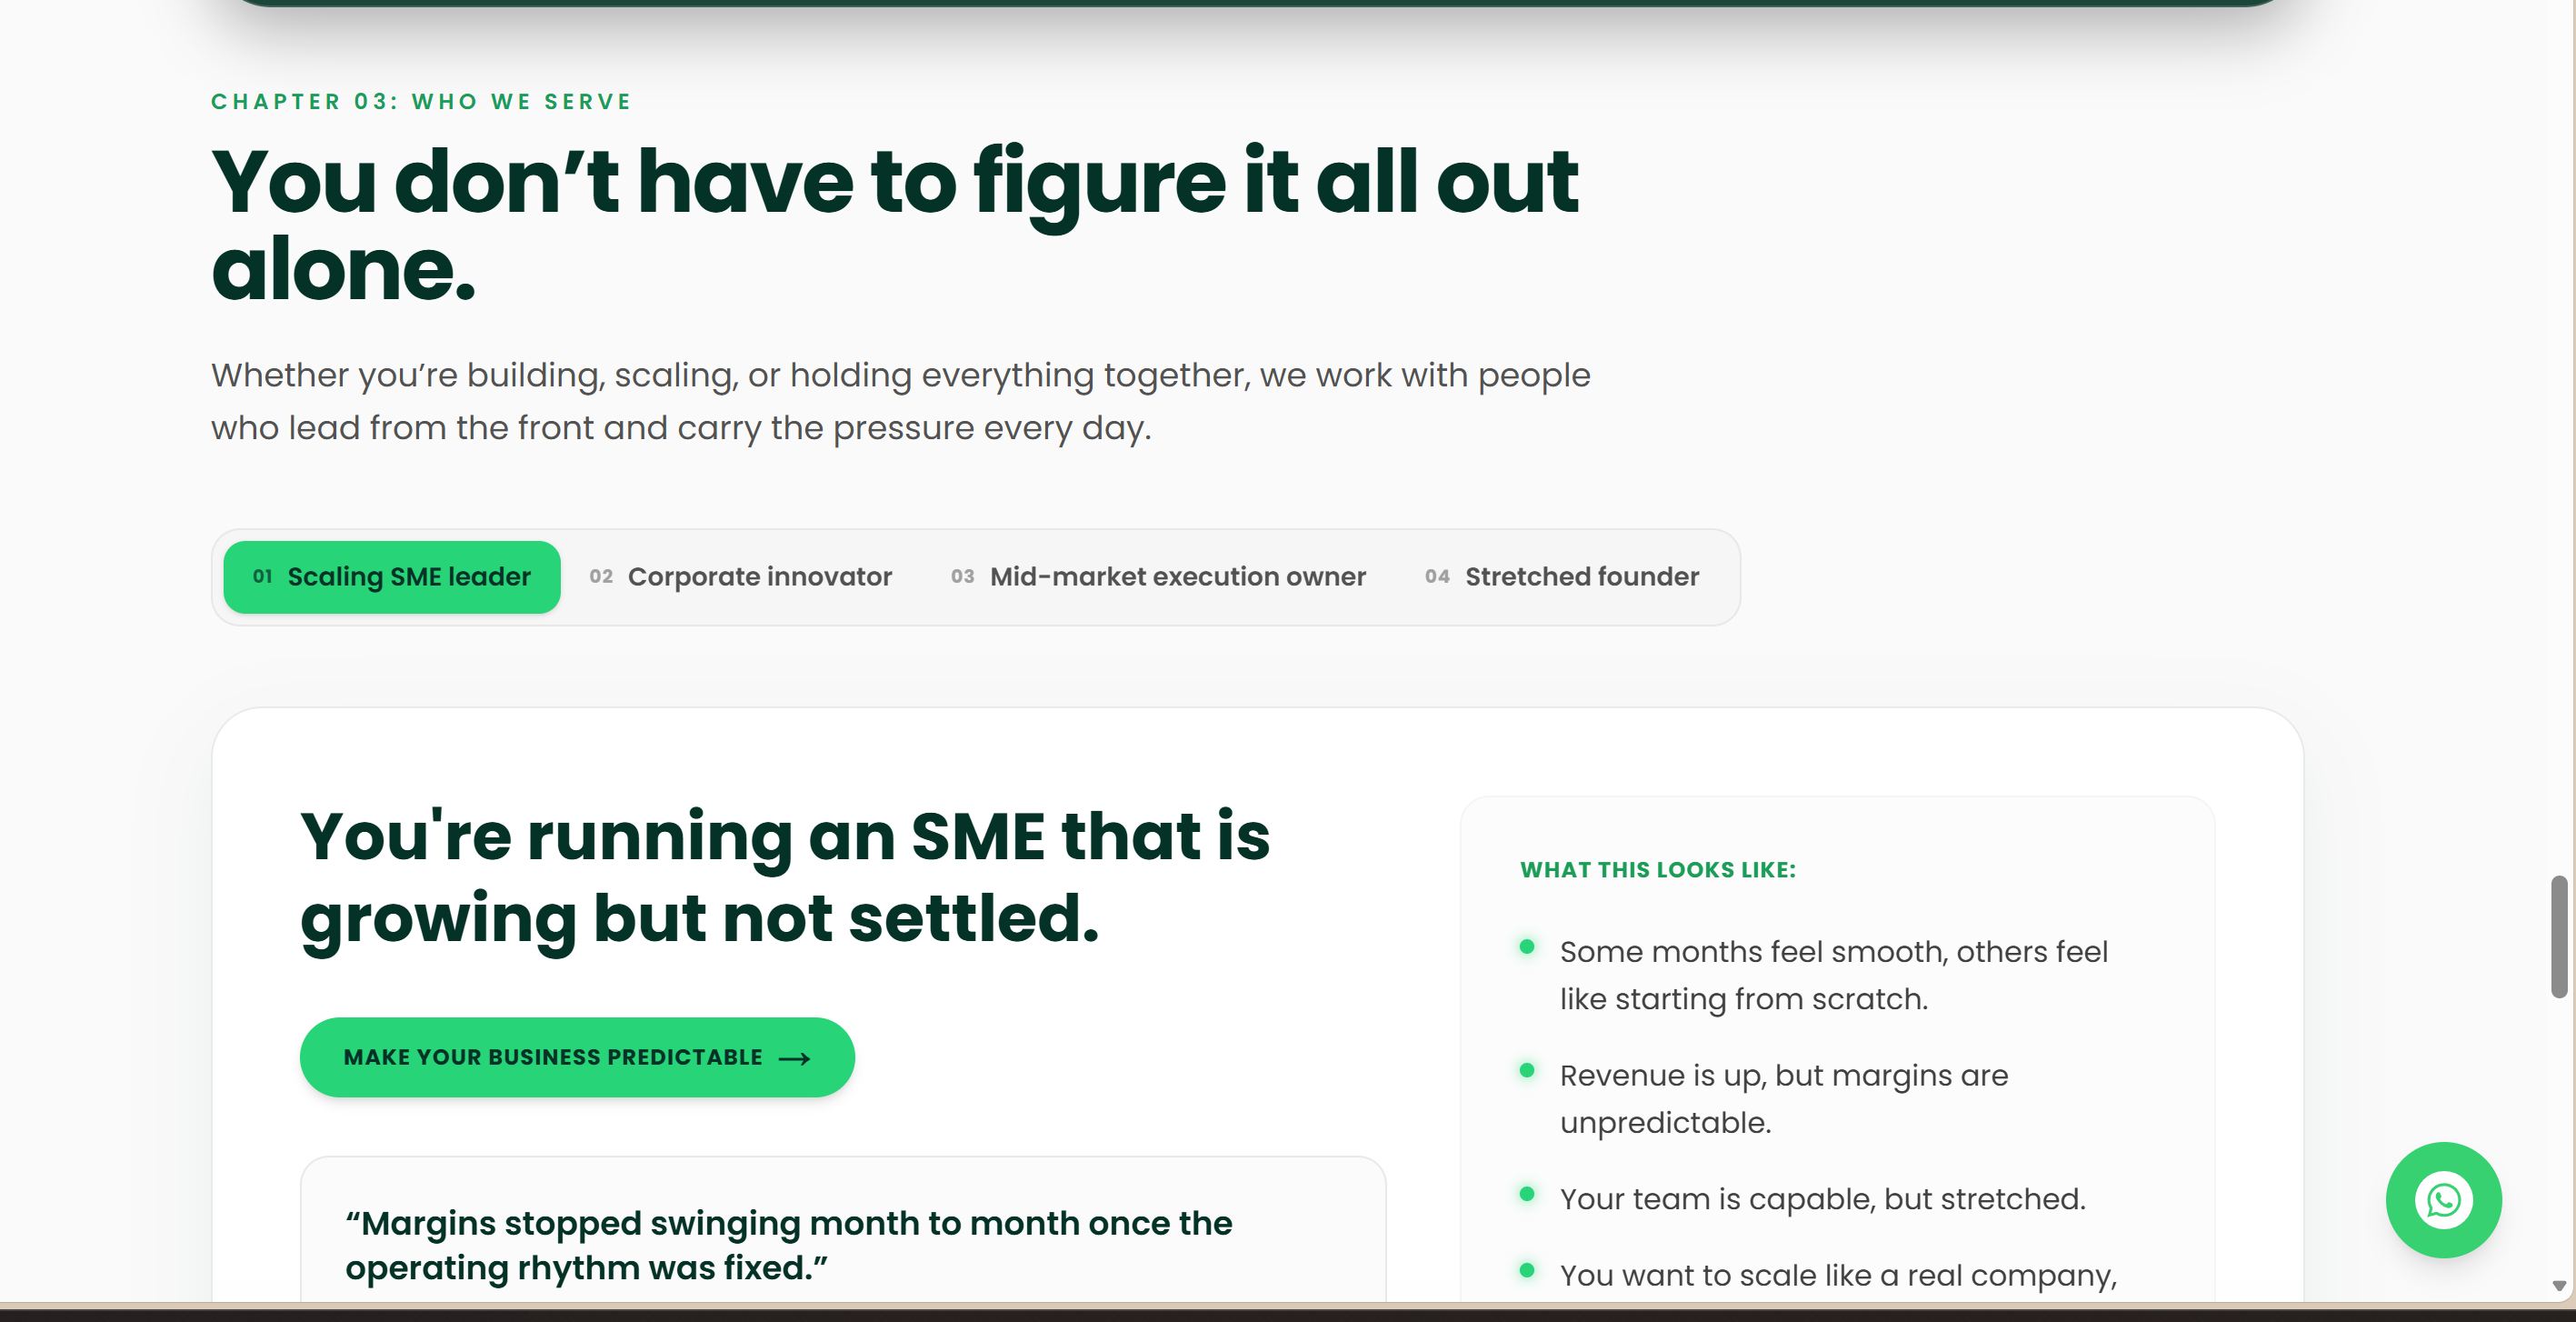 CHAPTER 03: WHO WE SERVE
You don’t have to figure it all out
alone.
Whether you’re building, scaling, or holding everything together, we work with people
who lead from the front and carry the pressure every day.
01 Scaling SME leader 02 Corporate innovator 03 Mid-market execution owner 04 Stretched founder
You're running an SME that is
growing but not settled.
MAKE YOUR BUSINESS PREDICTABLE →
“Margins stopped swinging month to month once the
operating rhythm was fixed.”
WHAT THIS LOOKS LIKE:
Some months feel smooth, others feel
like starting from scratch.
Revenue is up, but margins are
unpredictable.
Your team is capable, but stretched.
You want to scale like a real company,